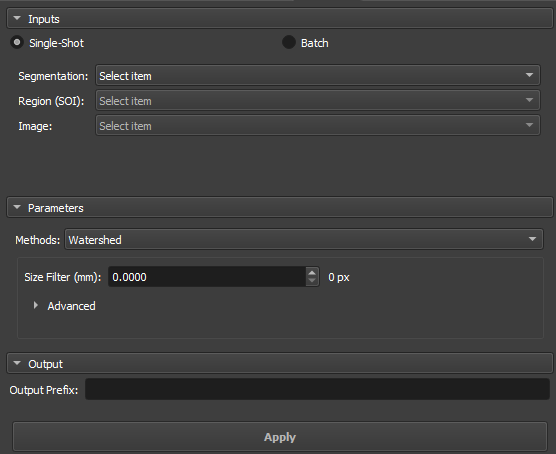 Inputs
Single-Shot Batch
Segmentation: Select item
Region (SOI): Select item
Image: Select item
Parameters
Methods: Watershed
Size Filter (mm): 0.0000 0 px
Advanced
Output
Output Prefix:
Apply